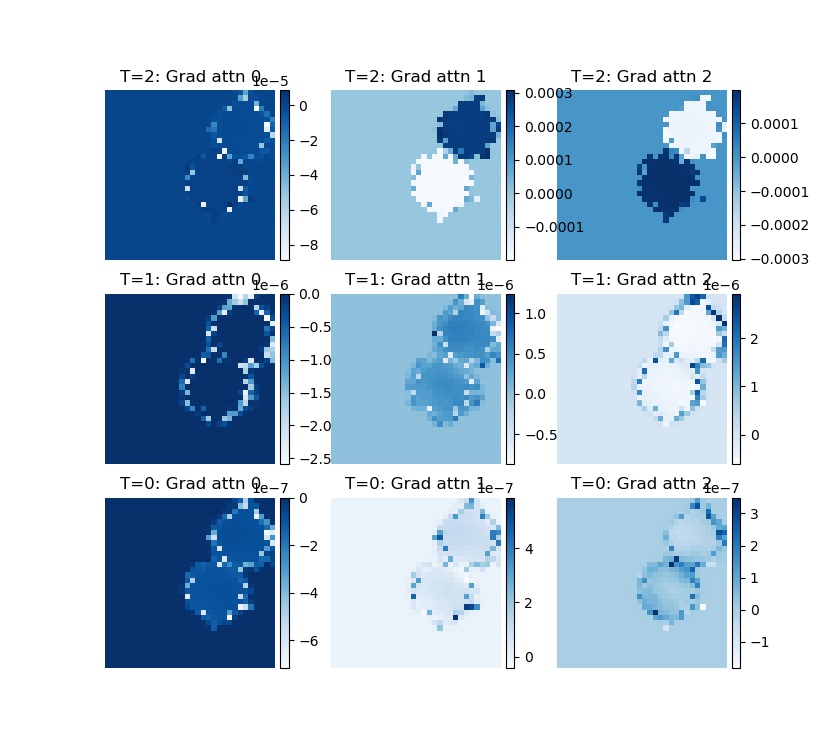 T=2: Grad attn 0
1e−5
0
−2
−4
−6
−8
T=2: Grad attn 1
0.0003
0.0002
0.0001
0.0000
−0.0001
T=2: Grad attn 2
0.0001
0.0000
−0.0001
−0.0002
−0.0003
T=1: Grad attn 0
1e−6
0.0
−0.5
−1.0
−1.5
−2.0
−2.5
T=1: Grad attn 1
1e−6
1.0
0.5
0.0
−0.5
T=1: Grad attn 2
1e−6
2
1
0
T=0: Grad attn 0
1e−7
0
−2
−4
−6
T=0: Grad attn 1
1e−7
4
2
0
T=0: Grad attn 2
1e−7
3
2
1
0
−1